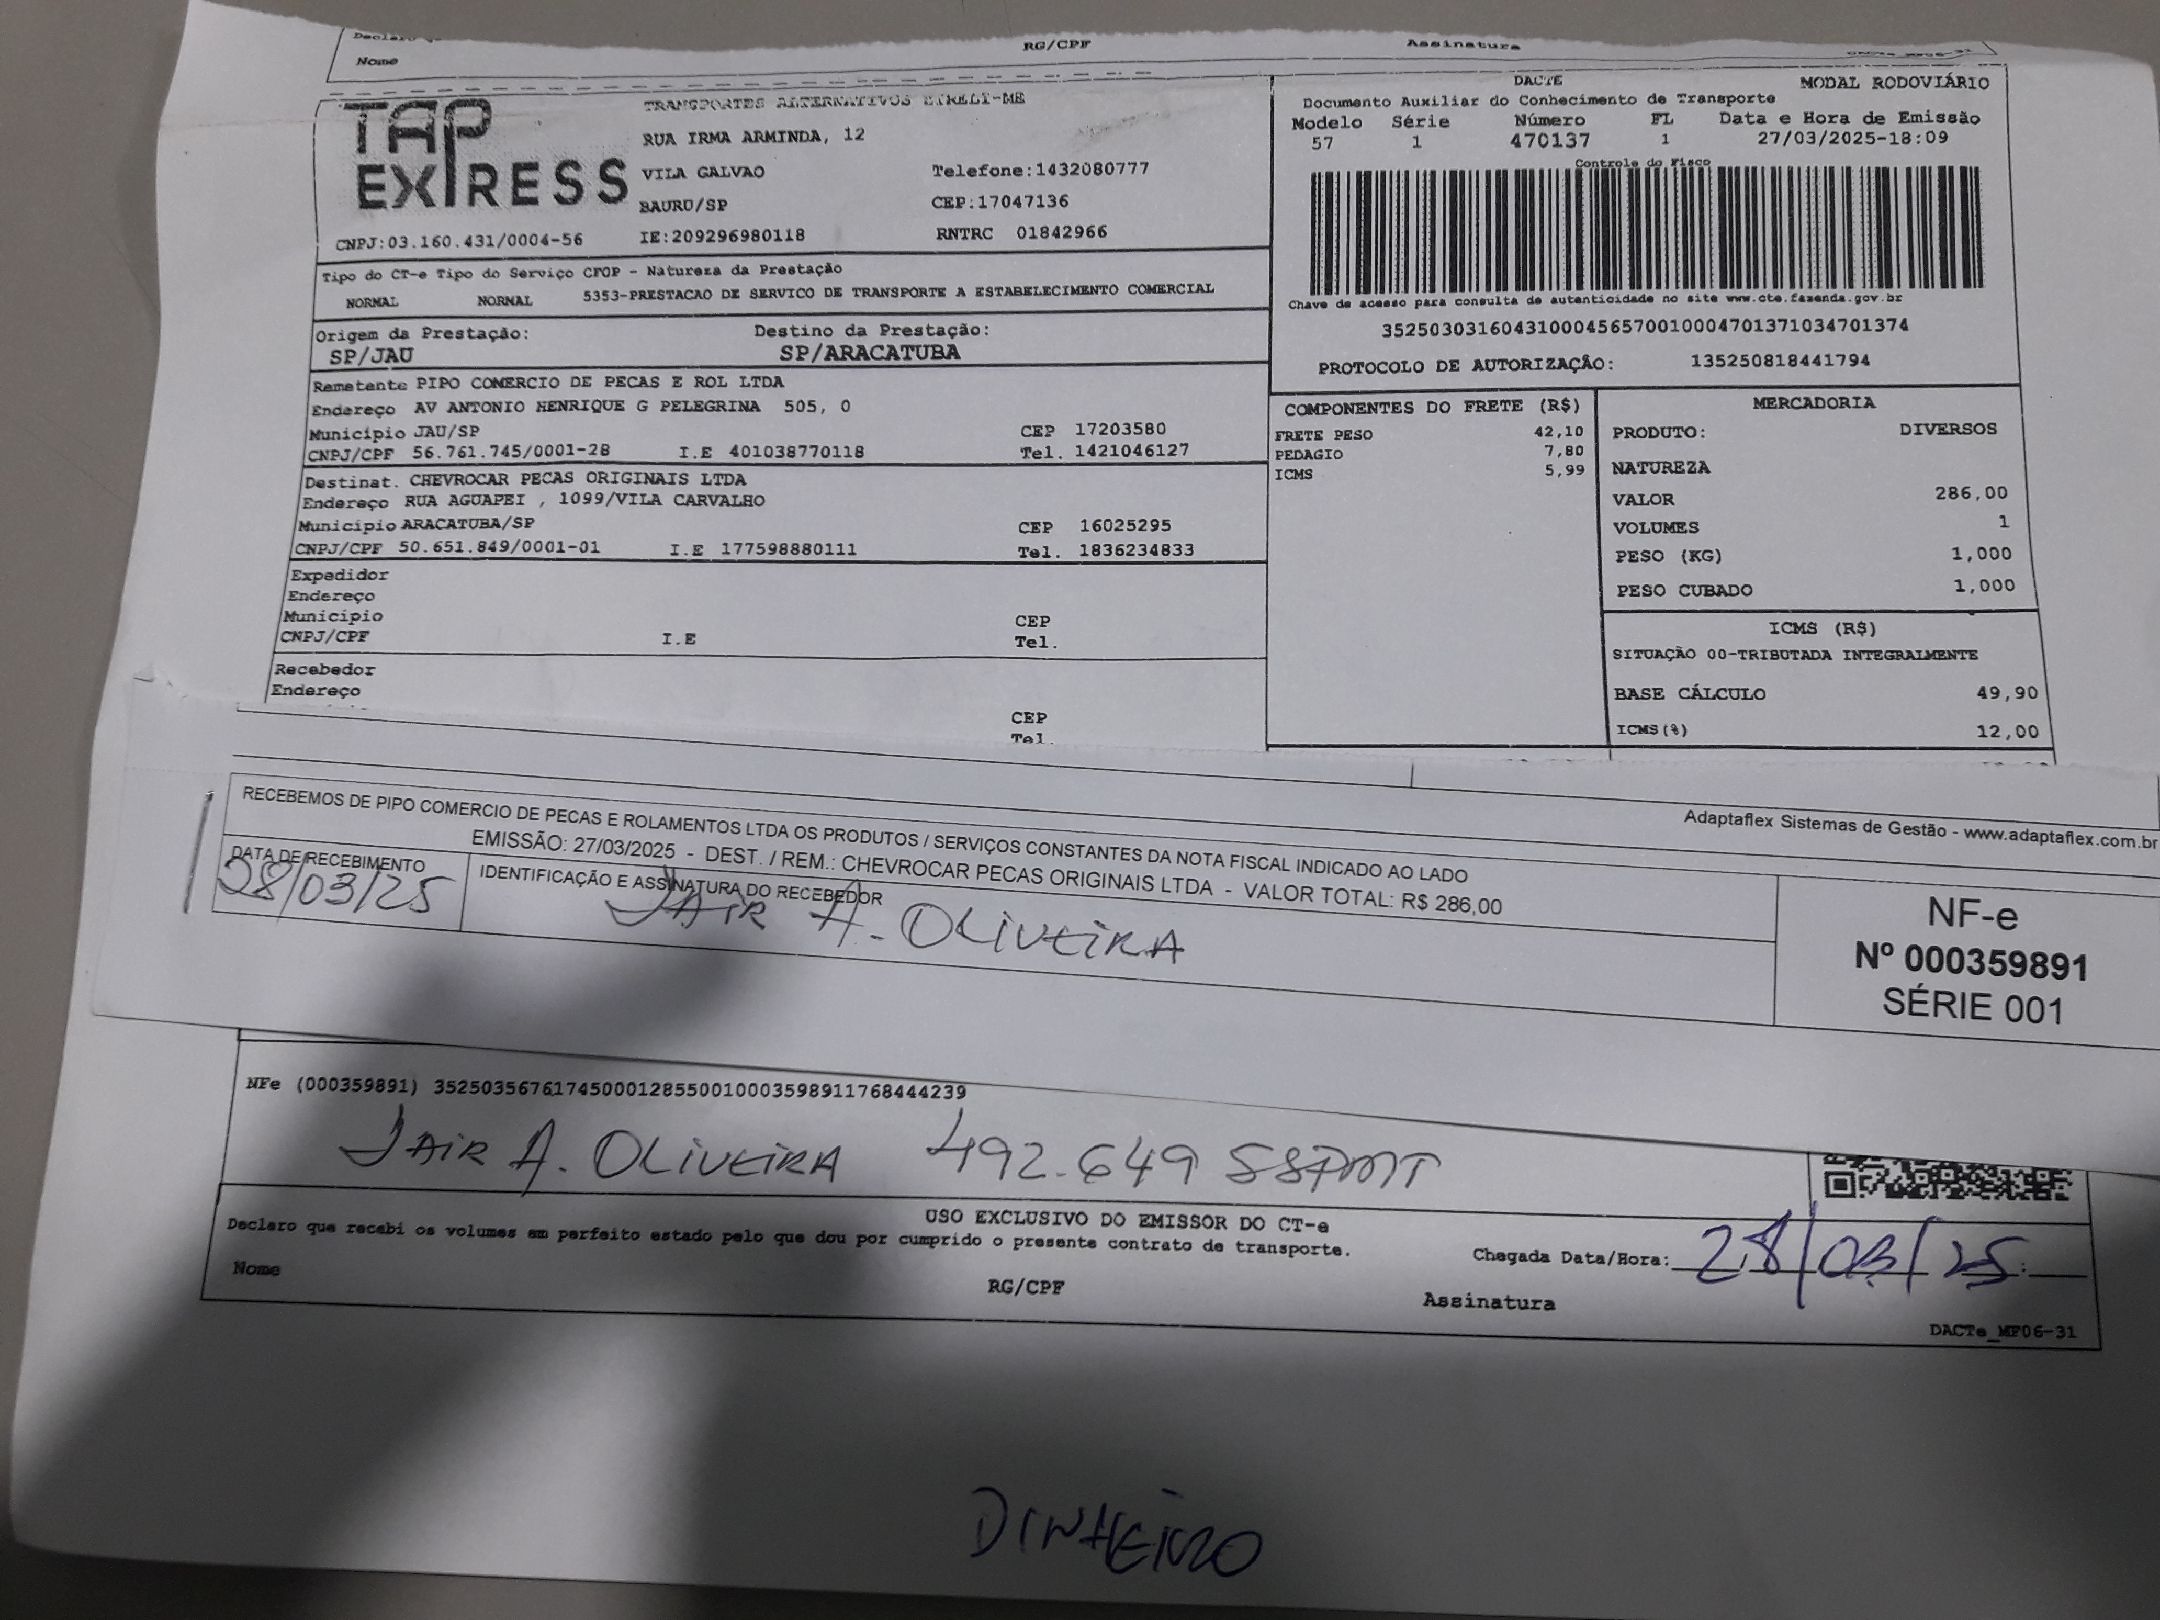 Nome
RG/CPF
Assinatura
TAP EXPRESS
TRANSPORTES ALTERNATIVOS EIRELI-ME
RUA IRMA ARMINDA, 12
VILA GALVAO Telefone:1432080777
BAURU/SP CEP:17047136
CNPJ:03.160.431/0004-56 IE:209296980118 RNTRC 01842966
DACTE MODAL RODOVIÁRIO
Documento Auxiliar do Conhecimento de Transporte
Modelo Série Número FL Data e Hora de Emissão
57 1 470137 1 27/03/2025-18:09
Controle do Fisco
Chave de acesso para consulta de autenticidade no site www.cte.fazenda.gov.br
35250303160431000456570010004701371034701374
PROTOCOLO DE AUTORIZAÇÃO: 135250818441794
Tipo do CT-e Tipo do Serviço CFOP - Natureza da Prestação
NORMAL NORMAL 5353-PRESTACAO DE SERVICO DE TRANSPORTE A ESTABELECIMENTO COMERCIAL
Origem da Prestação: Destino da Prestação:
SP/JAU SP/ARACATUBA
Remetente PIPO COMERCIO DE PECAS E ROL LTDA
Endereço AV ANTONIO HENRIQUE G PELEGRINA 505, 0
Município JAU/SP CEP 17203580
CNPJ/CPF 56.761.745/0001-28 I.E 401038770118 Tel. 1421046127
Destinat. CHEVROCAR PECAS ORIGINAIS LTDA
Endereço RUA AGUAPEI , 1099/VILA CARVALHO
Município ARACATUBA/SP CEP 16025295
CNPJ/CPF 50.651.849/0001-01 I.E 177598880111 Tel. 1836234833
Expedidor
Endereço
Município CEP
CNPJ/CPF I.E Tel.
Recebedor
Endereço
CEP
Tel.
COMPONENTES DO FRETE (R$)
FRETE PESO 42,10
PEDAGIO 7,80
ICMS 5,99
MERCADORIA
PRODUTO: DIVERSOS
NATUREZA
VALOR 286,00
VOLUMES 1
PESO (KG) 1,000
PESO CUBADO 1,000
ICMS (R$)
SITUAÇÃO 00-TRIBUTADA INTEGRALMENTE
BASE CÁLCULO 49,90
ICMS(%) 12,00
Adaptaflex Sistemas de Gestão - www.adaptaflex.com.br
RECEBEMOS DE PIPO COMERCIO DE PECAS E ROLAMENTOS LTDA OS PRODUTOS / SERVIÇOS CONSTANTES DA NOTA FISCAL INDICADO AO LADO
EMISSÃO: 27/03/2025 - DEST. / REM.: CHEVROCAR PECAS ORIGINAIS LTDA - VALOR TOTAL: R$ 286,00
DATA DE RECEBIMENTO IDENTIFICAÇÃO E ASSINATURA DO RECEBEDOR
28/03/25 JAIR A. OLIVEIRA
NF-e
Nº 000359891
SÉRIE 001
NFe (000359891) 35250356761745000128550010003598911768444239
JAIR A. OLIVEIRA 492.649 SSPMT
USO EXCLUSIVO DO EMISSOR DO CT-e
Declaro que recebi os volumes em perfeito estado pelo que dou por cumprido o presente contrato de transporte.
Chegada Data/Hora: 28/03/25 :
Nome RG/CPF Assinatura
DACTe_MF06-31
DINHEIRO